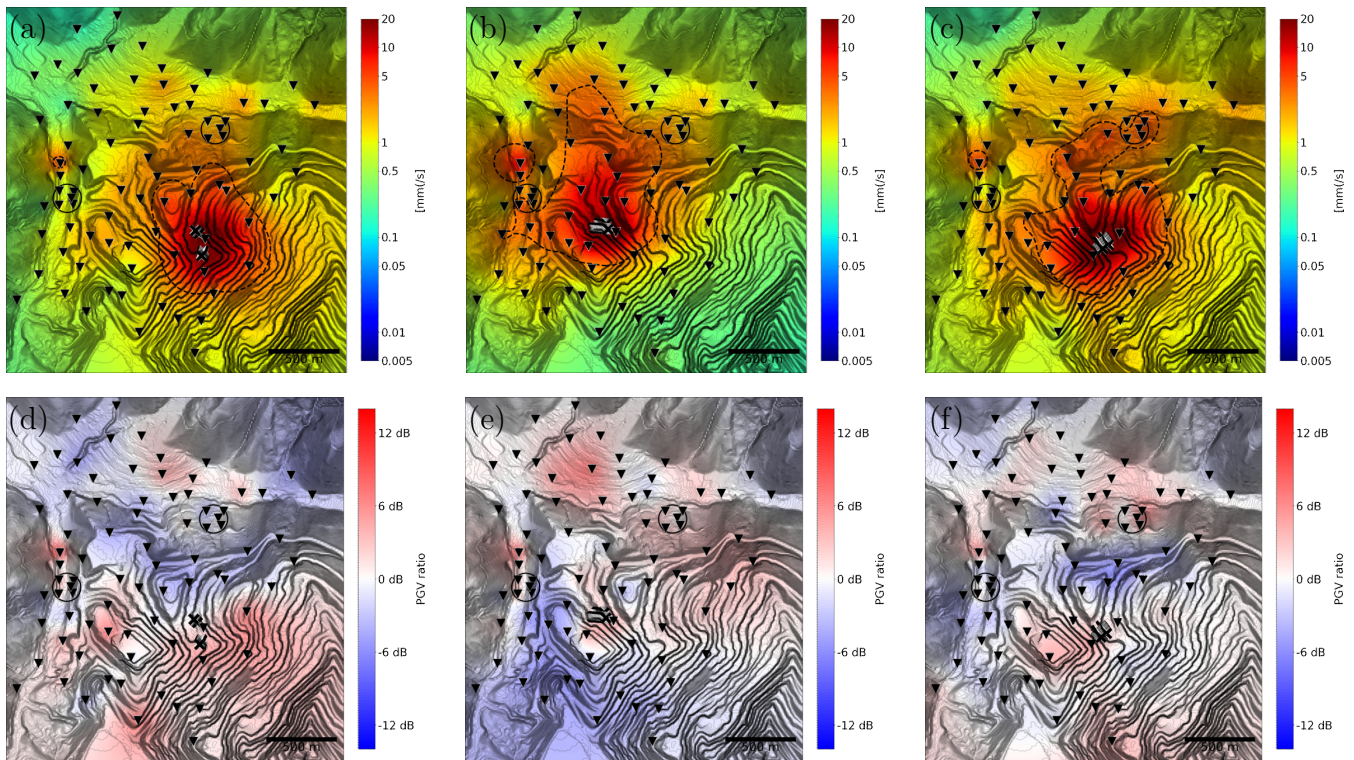 (a)
20
10
5
1
0.5
0.1
0.05
0.01
0.005
[mm(/s]
500 m
(b)
20
10
5
1
0.5
0.1
0.05
0.01
0.005
[mm(/s]
500 m
(c)
20
10
5
1
0.5
0.1
0.05
0.01
0.005
[mm(/s]
500 m
(d)
12 dB
6 dB
0 dB
-6 dB
-12 dB
PGV ratio
500 m
(e)
12 dB
6 dB
0 dB
-6 dB
-12 dB
PGV ratio
500 m
(f)
12 dB
6 dB
0 dB
-6 dB
-12 dB
PGV ratio
500 m